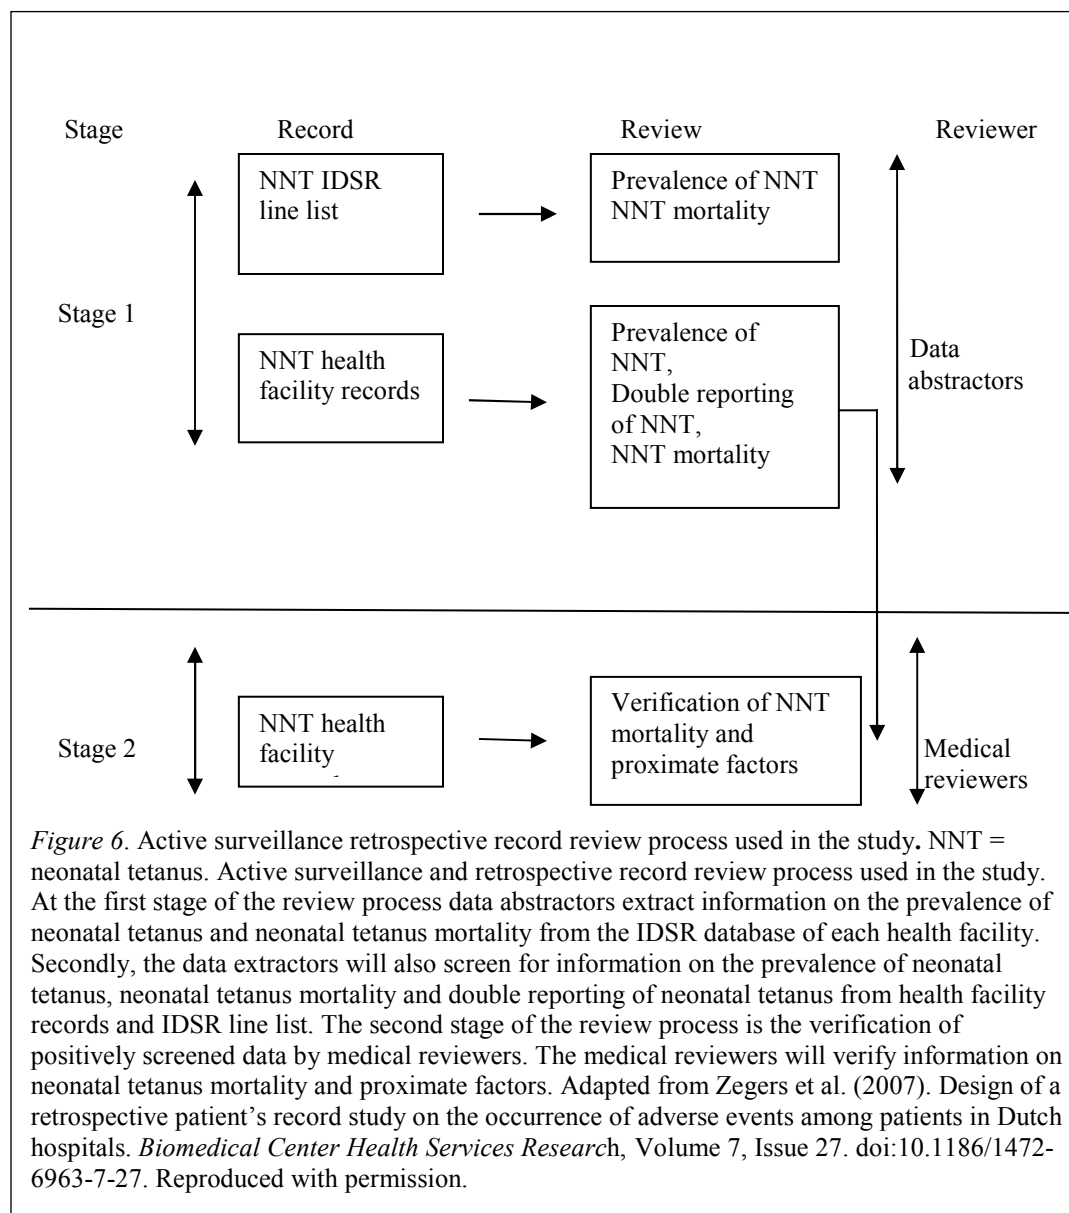 Stage Record Review Reviewer
NNT IDSR
line list
Prevalence of NNT
NNT mortality
Stage 1
NNT health
facility records
Prevalence of
NNT,
Double reporting
of NNT,
NNT mortality
Data
abstractors
Stage 2
NNT health
facility
Verification of NNT
mortality and
proximate factors
Medical
reviewers
Figure 6. Active surveillance retrospective record review process used in the study. NNT =
neonatal tetanus. Active surveillance and retrospective record review process used in the study.
At the first stage of the review process data abstractors extract information on the prevalence of
neonatal tetanus and neonatal tetanus mortality from the IDSR database of each health facility.
Secondly, the data extractors will also screen for information on the prevalence of neonatal
tetanus, neonatal tetanus mortality and double reporting of neonatal tetanus from health facility
records and IDSR line list. The second stage of the review process is the verification of
positively screened data by medical reviewers. The medical reviewers will verify information on
neonatal tetanus mortality and proximate factors. Adapted from Zegers et al. (2007). Design of a
retrospective patient’s record study on the occurrence of adverse events among patients in Dutch
hospitals. Biomedical Center Health Services Research, Volume 7, Issue 27. doi:10.1186/1472-
6963-7-27. Reproduced with permission.